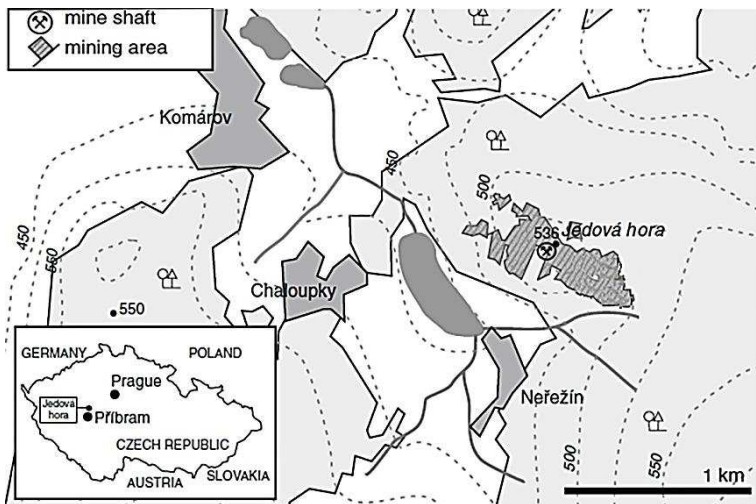 mine shaft
mining area
Komárov
450
500
450
550
536
Jedová hora
Chaloupky
550
GERMANY
POLAND
Prague
Jedová
hora
Příbram
CZECH REPUBLIC
SLOVAKIA
AUSTRIA
Neřežín
500
550
1 km